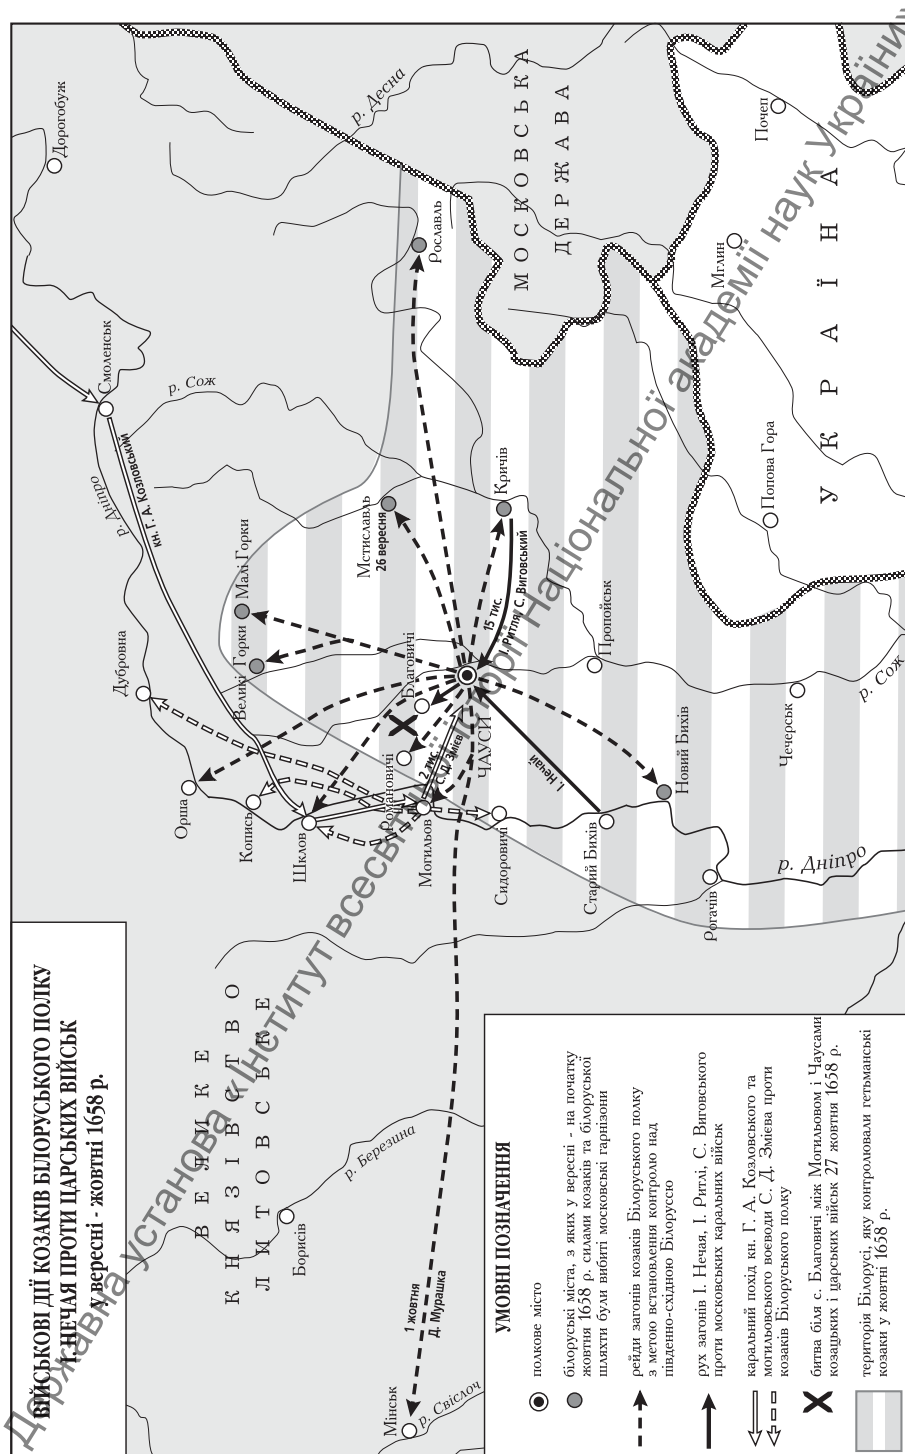 ВІЙСЬКОВІ ДІЇ КОЗАКІВ БІЛОРУСЬКОГО ПОЛКУ
І.НЕЧАЯ ПРОТИ ЦАРСЬКИХ ВІЙСЬК
у вересні - жовтні 1658 р.
Державна установа «Інститут всесвітньої історії Національної академії наук України»
ВЕЛИКЕ
КНЯЗІВСТВО
ЛИТОВСЬКЕ
МОСКОВСЬКА
ДЕРЖАВА
УКРАЇНА
Дорогобуж
р. Десна
Смоленськ
р. Сож
р. Дніпро
кн. Г. А. Козловський
Рославль
Почеп
Мглин
Попова Гора
Дубровна
Малі Горки
Великі Горки
Мстиславль
26 вересня
Кричів
15 тис.
І. Ритля, С. Виговський
Орша
Копись
Шклов
Романовичі
Благовичі
2 тис.
С. Д. Змієв
ЧАУСИ
Могильов
Сидоровичі
Пропойськ
І. Нечай
Старий Бихів
Новий Бихів
Чечерськ
р. Сож
Рогачів
р. Дніпро
р. Березина
Борисів
1 жовтня
Д. Мурашка
Мінськ
р. Свіслоч
УМОВНІ ПОЗНАЧЕННЯ
полкове місто
білоруські міста, з яких у вересні - на початку
жовтня 1658 р. силами козаків та білоруської
шляхти були вибиті московські гарнізони
рейди загонів козаків Білоруського полку
з метою встановлення контролю над
південно-східною Білоруссю
рух загонів І. Нечая, І. Ритлі, С. Виговського
проти московських каральних військ
каральний похід кн. Г. А. Козловського та
могильовського воєводи С. Д. Змієва проти
козаків Білоруського полку
битва біля с. Благовичі між Могильовом і Чаусами
козацьких і царських військ 27 жовтня 1658 р.
територія Білорусі, яку контролювали гетьманські
козаки у жовтні 1658 р.